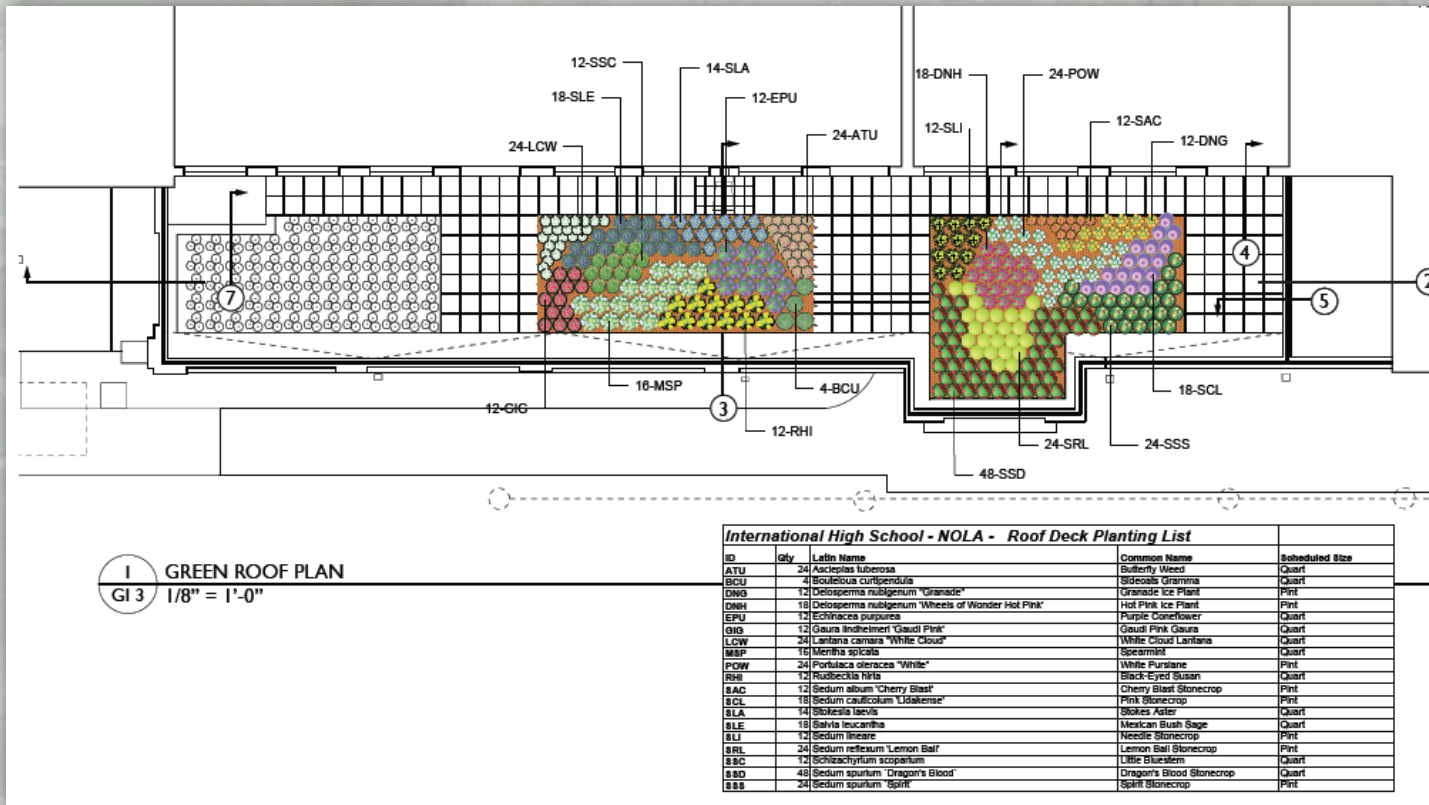 12-SSC
14-SLA
18-DNH
24-POW
18-SLE
12-EPU
12-SLI
12-SAC
24-LCW
24-ATU
12-DNG
7
4
2
5
16-MSP
4-BCU
3
12-GIG
12-RHI
18-SCL
24-SRL
24-SSS
48-SSD
1 GREEN ROOF PLAN
GI 3 1/8" = 1'-0"
International High School - NOLA - Roof Deck Planting List
ID Qty Latin Name Common Name Scheduled Size
ATU 24 Asclepias tuberosa Butterfly Weed Quart
BCU 4 Bouteloua curtipendula Sideoats Gramma Quart
DNG 12 Delosperma nubigenum "Granade" Granade Ice Plant Pint
DNH 18 Delosperma nubigenum 'Wheels of Wonder Hot Pink' Hot Pink Ice Plant Pint
EPU 12 Echinacea purpurea Purple Coneflower Quart
GIG 12 Gaura lindheimeri 'Gaudi Pink' Gaudi Pink Gaura Quart
LCW 24 Lantana camara "White Cloud" White Cloud Lantana Quart
MSP 16 Mentha spicata Spearmint Quart
POW 24 Portulaca oleracea "White" White Purslane Pint
RHI 12 Rudbeckia hirta Black-Eyed Susan Quart
SAC 12 Sedum album 'Cherry Blast' Cherry Blast Stonecrop Pint
SCL 18 Sedum cauticolum 'Lidakense' Pink Stonecrop Pint
SLA 14 Stokesia laevis Stokes Aster Quart
SLE 18 Salvia leucantha Mexican Bush Sage Quart
SLI 12 Sedum lineare Needle Stonecrop Pint
SRL 24 Sedum reflexum 'Lemon Ball' Lemon Ball Stonecrop Pint
SSC 12 Schizachyrium scoparium Little Bluestem Quart
SSD 48 Sedum spurium `Dragon's Blood` Dragon's Blood Stonecrop Quart
SSS 24 Sedum spurium `Spirit` Spirit Stonecrop Pint